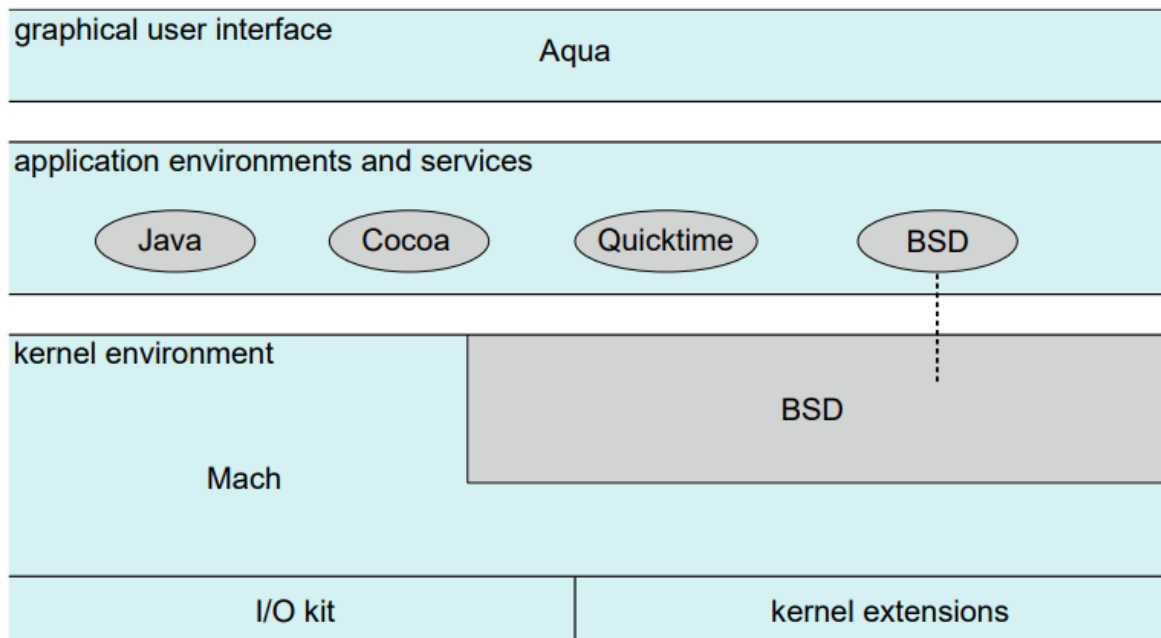 graphical user interface
Aqua
application environments and services
Java
Cocoa
Quicktime
BSD
kernel environment
BSD
Mach
I/O kit
kernel extensions